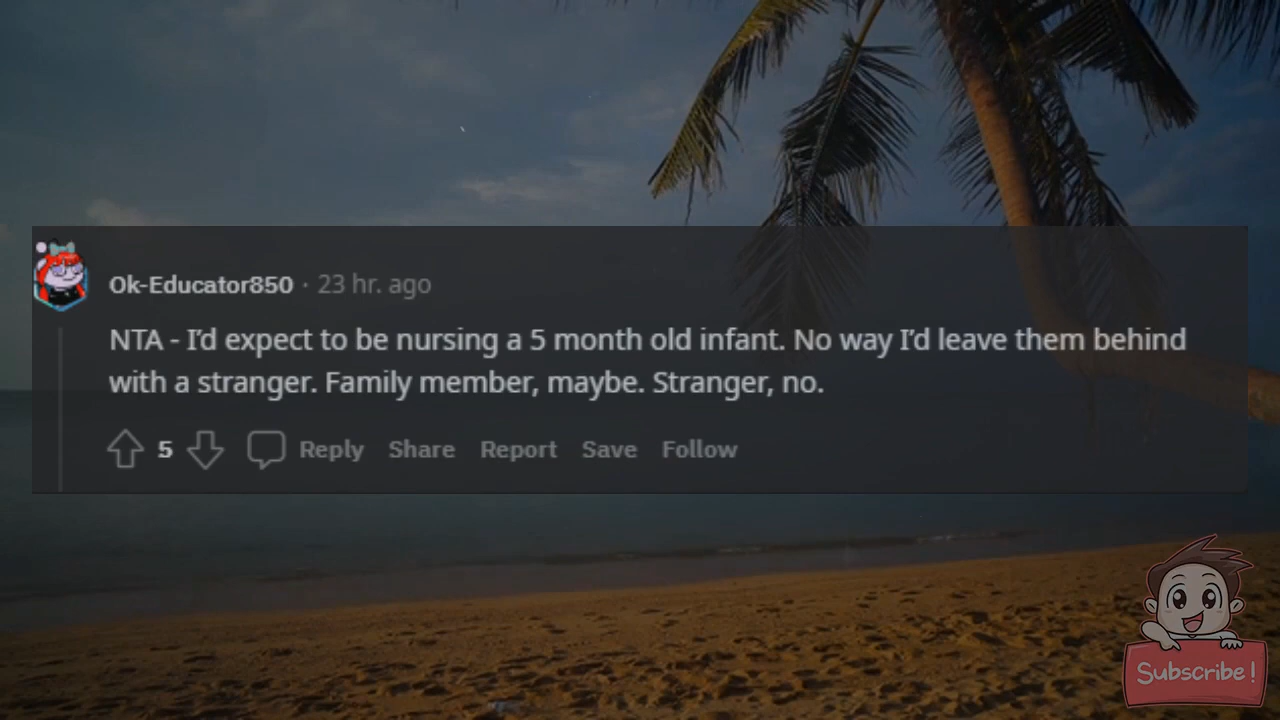 Ok-Educator850 · 23 hr. ago
NTA - I'd expect to be nursing a 5 month old infant. No way I'd leave them behind
with a stranger. Family member, maybe. Stranger, no.
5 Reply Share Report Save Follow
Subscribe!